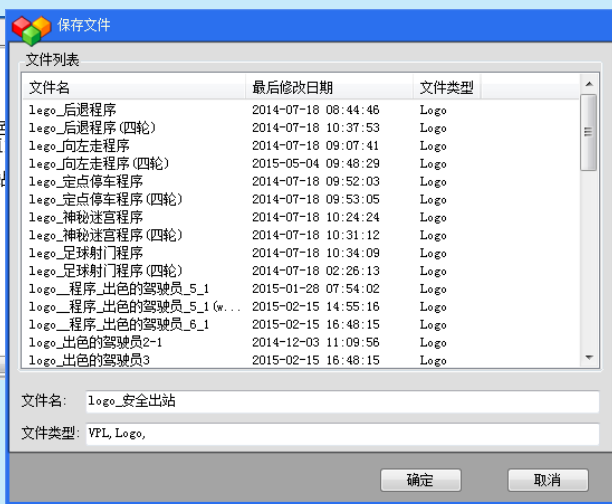 保存文件
文件列表
文件名 最后修改日期 文件类型
lego_后退程序 2014-07-18 08:44:46 Logo
lego_后退程序(四轮) 2014-07-18 10:37:53 Logo
lego_向左走程序 2014-07-18 09:07:41 Logo
lego_向左走程序(四轮) 2015-05-04 09:48:29 Logo
lego_定点停车程序 2014-07-18 09:52:03 Logo
lego_定点停车程序(四轮) 2014-07-18 09:53:05 Logo
lego_神秘迷宫程序 2014-07-18 10:24:24 Logo
lego_神秘迷宫程序(四轮) 2014-07-18 10:31:12 Logo
lego_足球射门程序 2014-07-18 10:34:09 Logo
lego_足球射门程序(四轮) 2014-07-18 02:26:13 Logo
logo__程序_出色的驾驶员_5_1 2015-01-28 07:54:02 Logo
logo__程序_出色的驾驶员_5_1(w... 2015-02-15 14:55:16 Logo
logo__程序_出色的驾驶员_6_1 2015-02-15 16:48:15 Logo
logo_出色的驾驶员2-1 2014-12-03 11:09:56 Logo
logo_出色的驾驶员3 2015-02-15 16:48:15 Logo
文件名: logo_安全出站
文件类型: VPL,Logo,
确定 取消